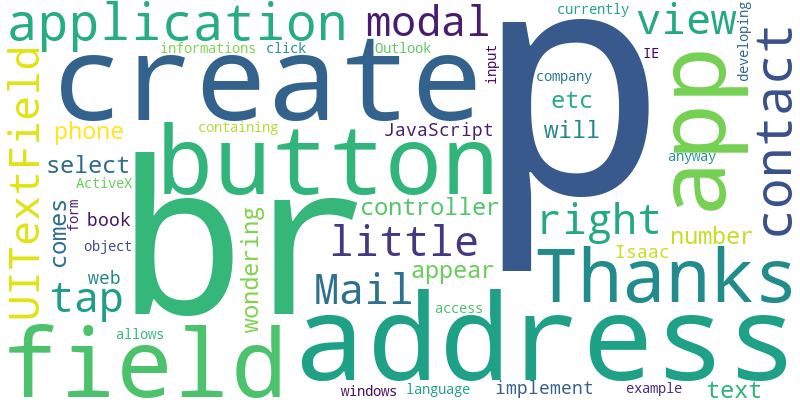 application
modal
currently
view
developing
informations
click
Outlook
input
IE
contact
create
p
company
app
UITextField
phone
containing
JavaScript
etc
will
button
select
ActiveX
anyway
br
comes
form
book
object
wondering
controller
right
number
little
Isaac
web
tap
Mail
appear
Thanks
field
allows
access
address
windows
language
implement
example
text